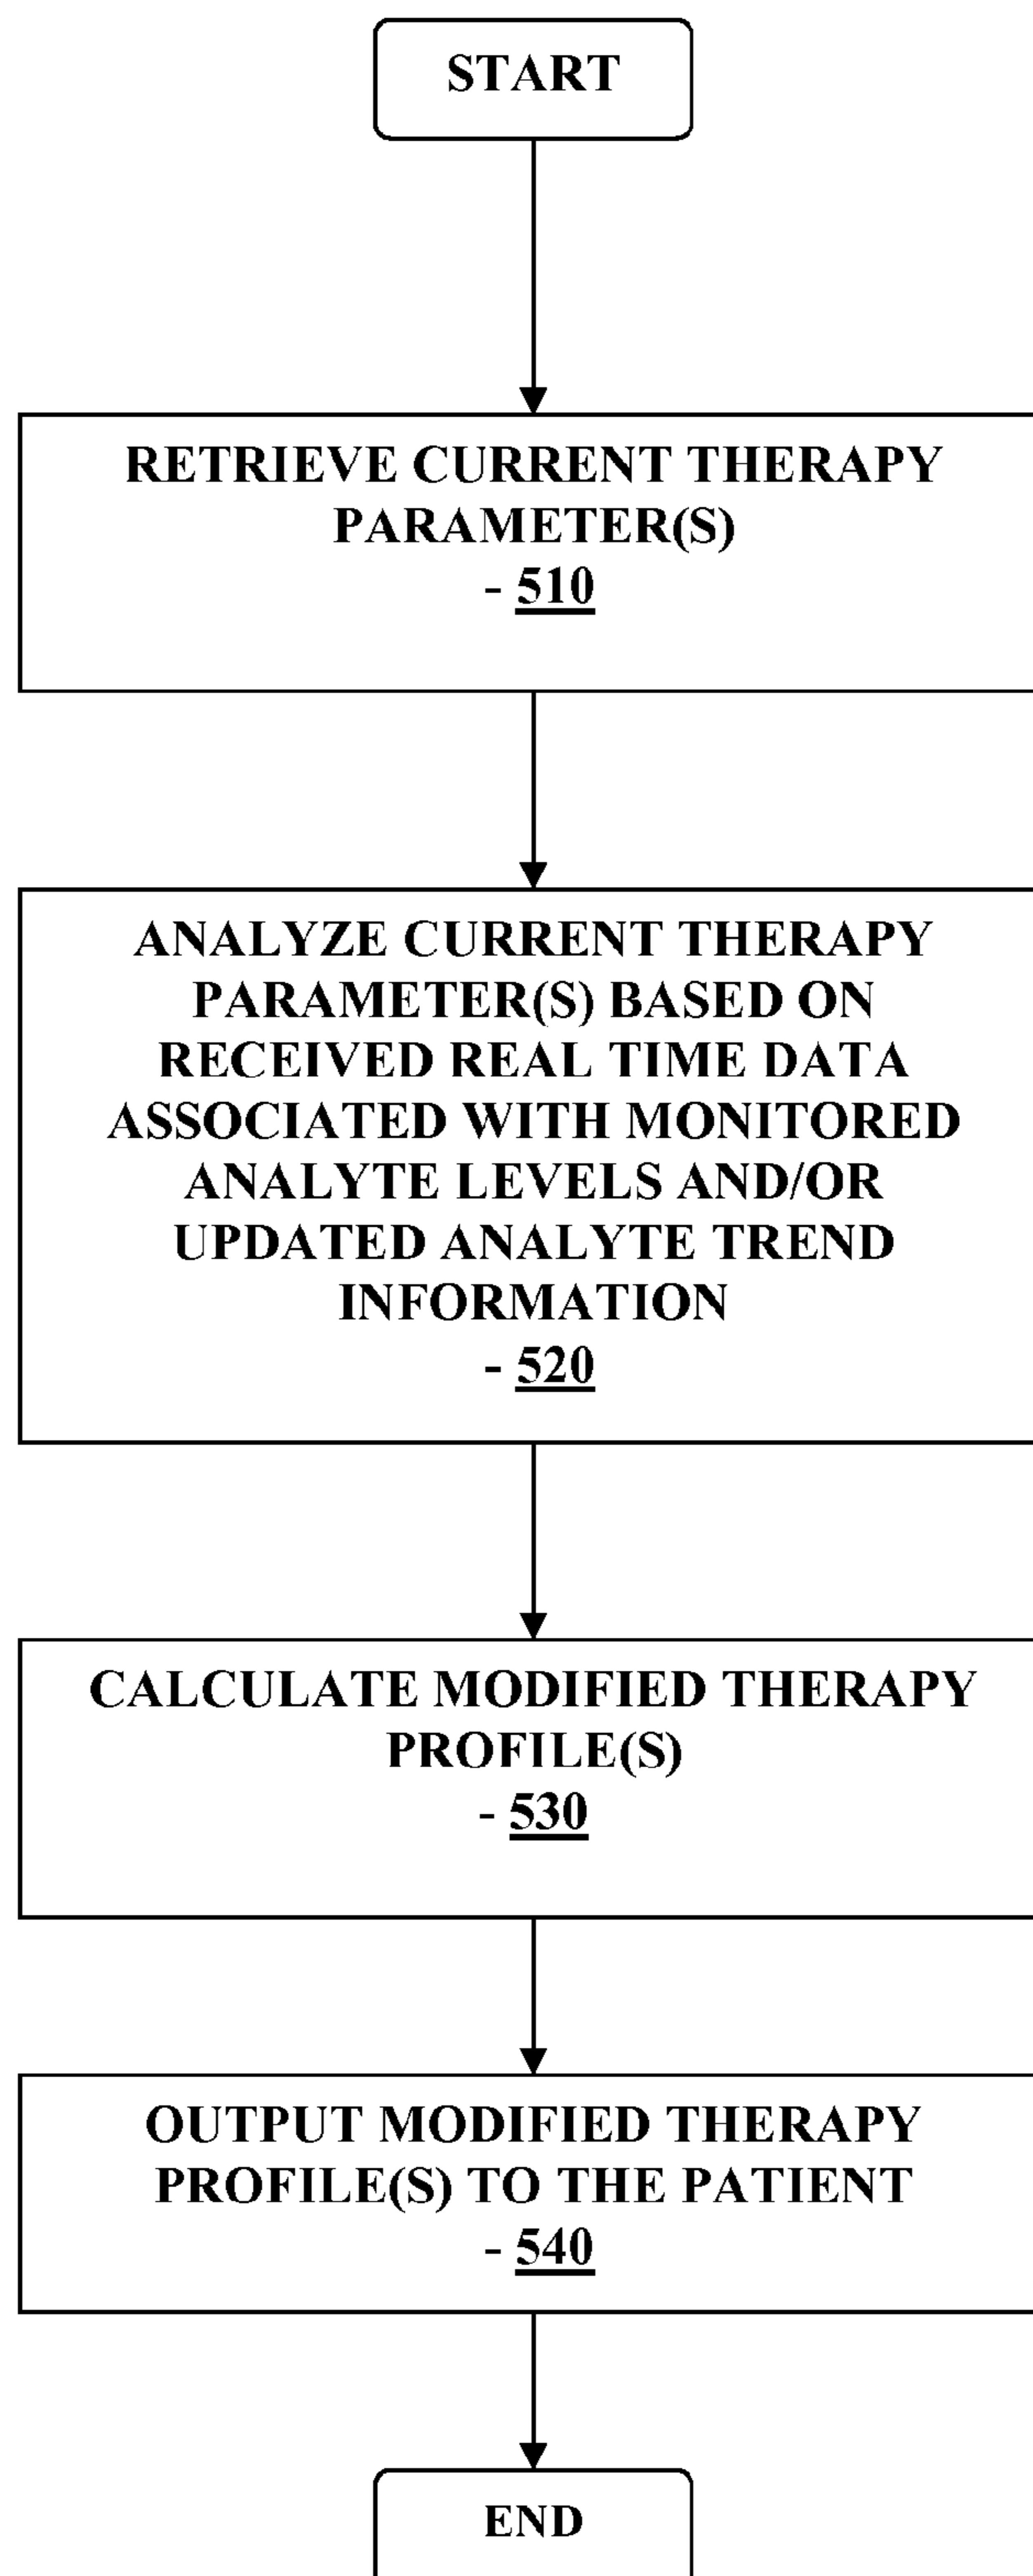 START
RETRIEVE CURRENT THERAPY
PARAMETER(S)
- 510
ANALYZE CURRENT THERAPY
PARAMETER(S) BASED ON
RECEIVED REAL TIME DATA
ASSOCIATED WITH MONITORED
ANALYTE LEVELS AND/OR
UPDATED ANALYTE TREND
INFORMATION
- 520
CALCULATE MODIFIED THERAPY
PROFILE(S)
- 530
OUTPUT MODIFIED THERAPY
PROFILE(S) TO THE PATIENT
- 540
END